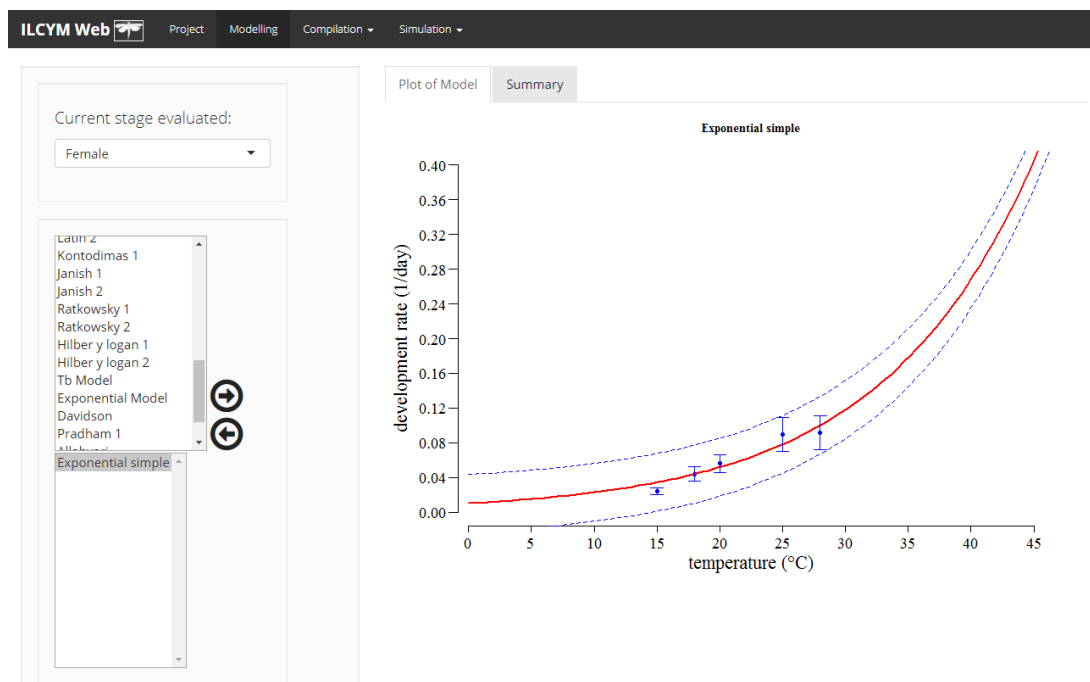 ILCYM Web Project Modelling Compilation Simulation
Current stage evaluated:
Female
Latin 2
Kontodimas 1
Janish 1
Janish 2
Ratkowsky 1
Ratkowsky 2
Hilber y logan 1
Hilber y logan 2
Tb Model
Exponential Model
Davidson
Pradham 1
Exponential simple
Plot of Model Summary
Exponential simple
development rate (1/day)
0.40
0.36
0.32
0.28
0.24
0.20
0.16
0.12
0.08
0.04
0.00
0 5 10 15 20 25 30 35 40 45
temperature (°C)